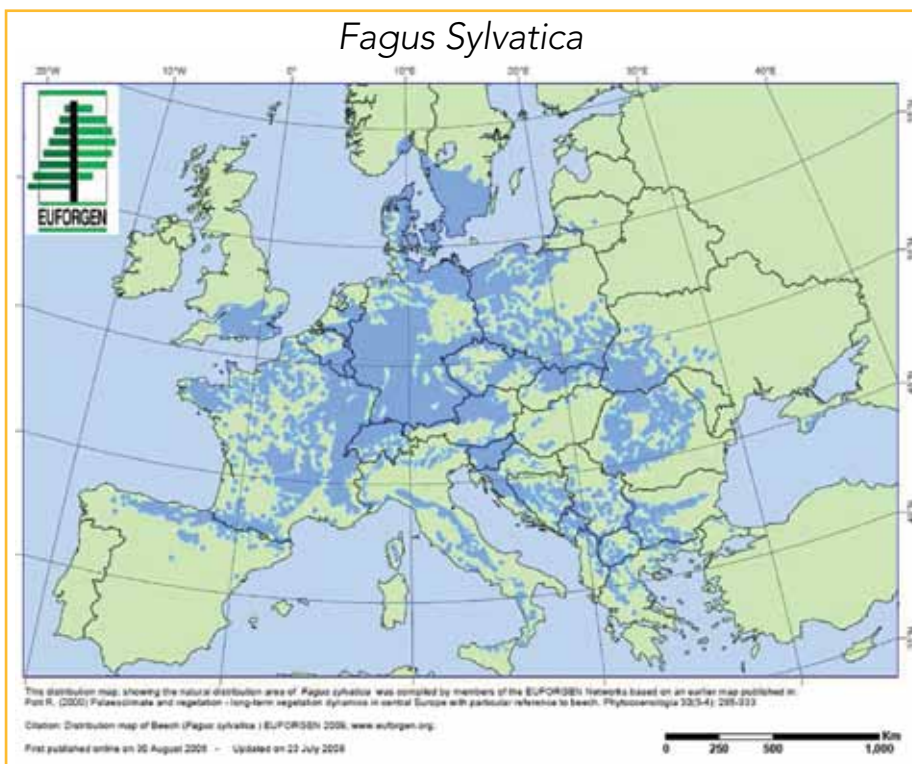 Fagus Sylvatica
20°W 10°W 0° 10°E 20°E 30°E 40°E
EUFORGEN
This distribution map, showing the natural distribution area of Fagus sylvatica was compiled by members of the EUFORGEN Networks based on an earlier map published in:
Pott R. (2000) Palaeoclimate and vegetation - long-term vegetation dynamics in central Europe with particular reference to beech. Phytocoenologia 30(3-4): 285-333
Citation: Distribution map of Beech (Fagus sylvatica) EUFORGEN 2009, www.euforgen.org.
First published online on 30 August 2005 - Updated on 23 July 2008
Km
0 250 500 1,000